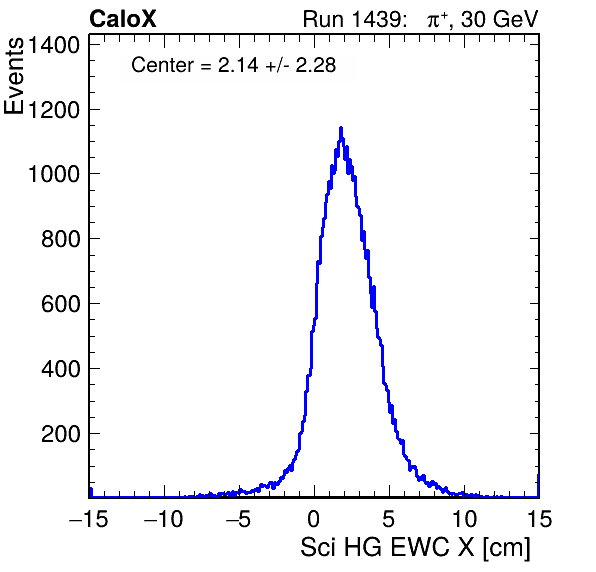 CaloX Run 1439: π⁺, 30 GeV
Center = 2.14 +/- 2.28
Events
1400
1200
1000
800
600
400
200
−15 −10 −5 0 5 10 15
Sci HG EWC X [cm]